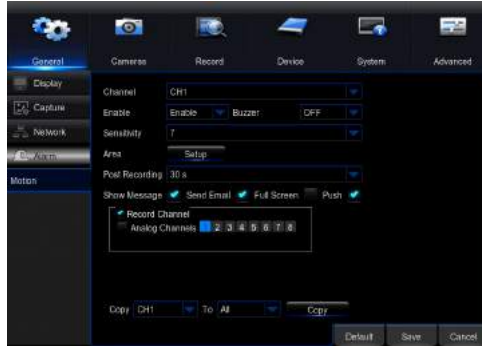 General Cameras Record Device System Advanced
Display
Capture
Network
Alarm
Motion
Channel CH1
Enable Enable Buzzer OFF
Sensitivity 7
Area Setup
Post Recording 30 s
Show Message Send Email Full Screen Push
Record Channel
Analog Channels 1 2 3 4 5 6 7 8
Copy CH1 To All Copy
Default Save Cancel